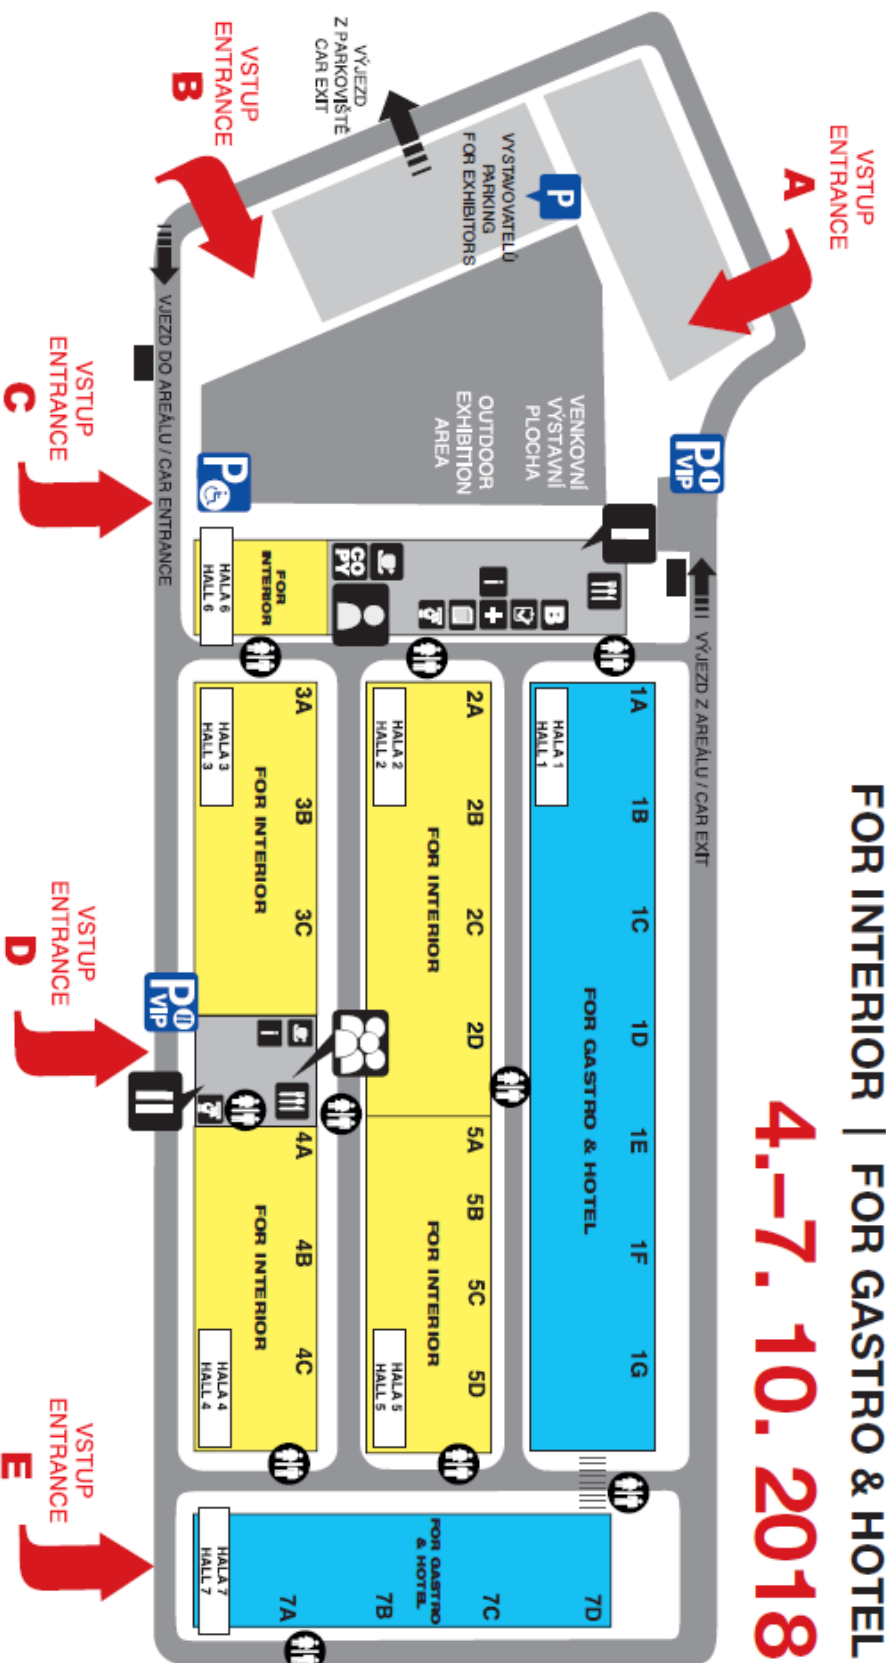 FOR INTERIOR | FOR GASTRO & HOTEL
4.–7. 10. 2018
VSTUP
ENTRANCE
A
VSTUP
ENTRANCE
B
VÝJEZD
Z PARKOVIŠTĚ
CAR EXIT
P
VYSTAVOVATELŮ
PARKING
FOR EXHIBITORS
VENKOVNÍ
VÝSTAVNÍ
PLOCHA
OUTDOOR
EXHIBITION
AREA
P I
VIP
VÝJEZD Z AREÁLU / CAR EXIT
VJEZD DO AREÁLU / CAR ENTRANCE
P
I
B
i
CO
PY
FOR
INTERIOR
HALA 6
HALL 6
1A 1B 1C 1D 1E 1F 1G
FOR GASTRO & HOTEL
HALA 1
HALL 1
2A 2B 2C 2D
FOR INTERIOR
HALA 2
HALL 2
5A 5B 5C 5D
FOR INTERIOR
HALA 5
HALL 5
3A 3B 3C
FOR INTERIOR
HALA 3
HALL 3
i
4A 4B 4C
FOR INTERIOR
HALA 4
HALL 4
7D
7C
7B
7A
FOR GASTRO
& HOTEL
HALA 7
HALL 7
P II
VIP
II
VSTUP
ENTRANCE
C
VSTUP
ENTRANCE
D
VSTUP
ENTRANCE
E